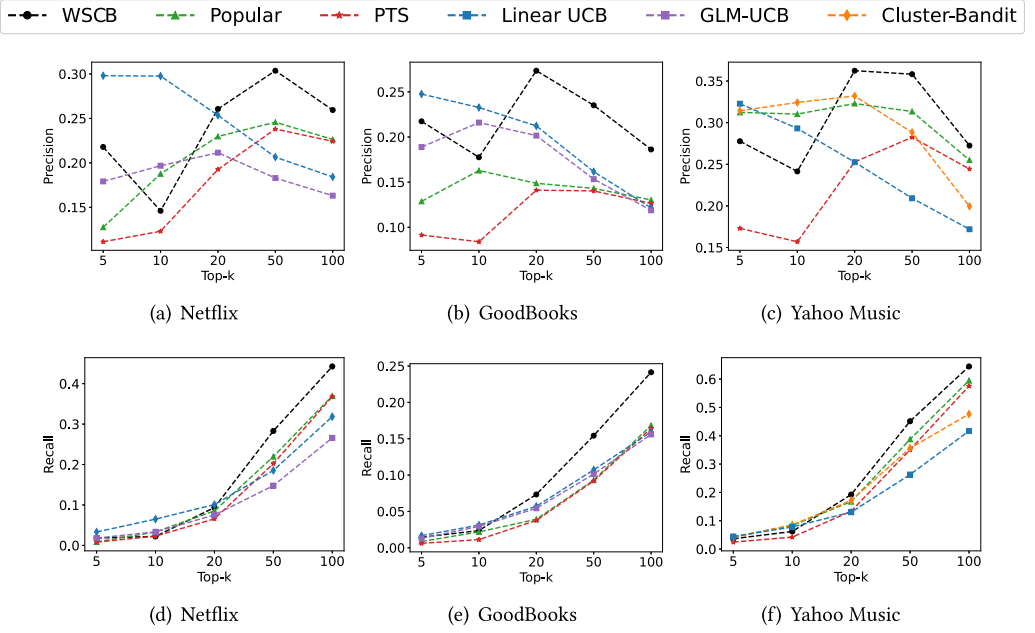 WSCB Popular PTS Linear UCB GLM-UCB Cluster-Bandit
0.30
0.25
0.20
0.15
Precision
5 10 20 50 100
Top-k
(a) Netflix
0.25
0.20
0.15
0.10
Precision
5 10 20 50 100
Top-k
(b) GoodBooks
0.35
0.30
0.25
0.20
0.15
Precision
5 10 20 50 100
Top-k
(c) Yahoo Music
0.4
0.3
0.2
0.1
0.0
Recall
5 10 20 50 100
Top-k
(d) Netflix
0.25
0.20
0.15
0.10
0.05
0.00
Recall
5 10 20 50 100
Top-k
(e) GoodBooks
0.6
0.5
0.4
0.3
0.2
0.1
0.0
Recall
5 10 20 50 100
Top-k
(f) Yahoo Music